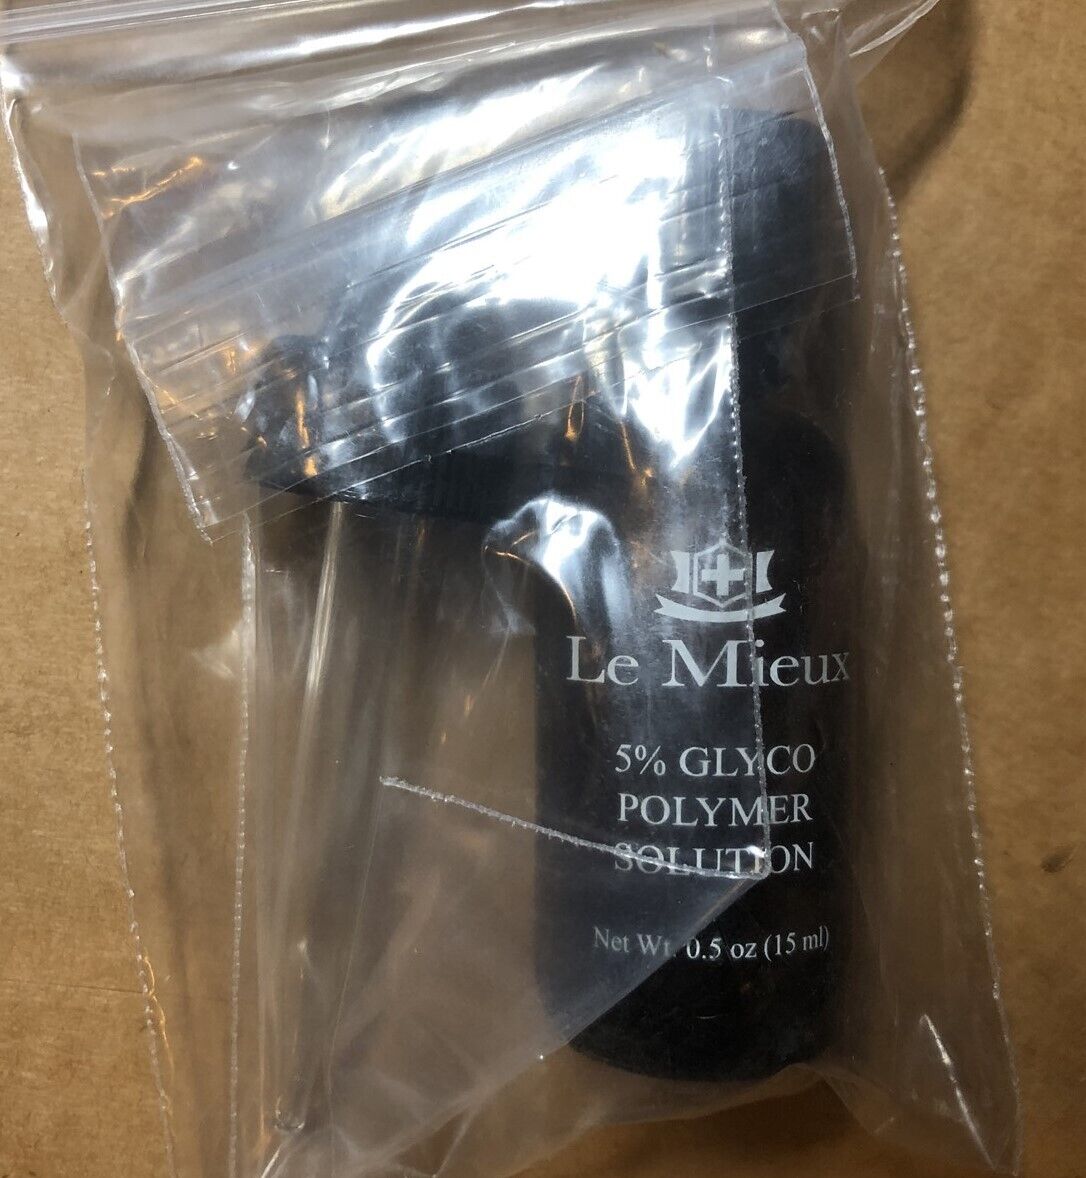 Le Mieux
5% GLYCO
POLYMER
SOLUTION
Net Wt. 0.5 oz (15 ml)